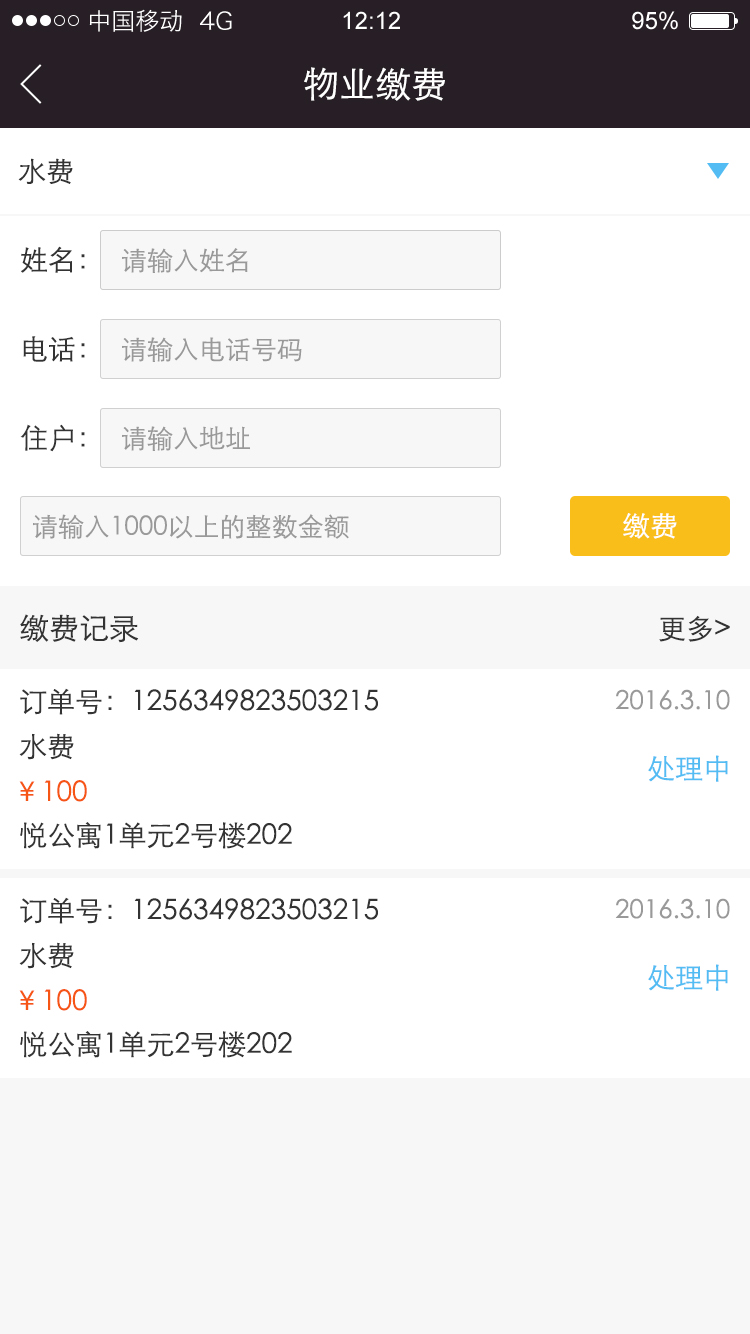 中国移动 4G 12:12 95%
物业缴费
水费
姓名： 请输入姓名
电话： 请输入电话号码
住户： 请输入地址
请输入1000以上的整数金额 缴费
缴费记录 更多>
订单号：1256349823503215 2016.3.10
水费
处理中
¥ 100
悦公寓1单元2号楼202
订单号：1256349823503215 2016.3.10
水费
处理中
¥ 100
悦公寓1单元2号楼202